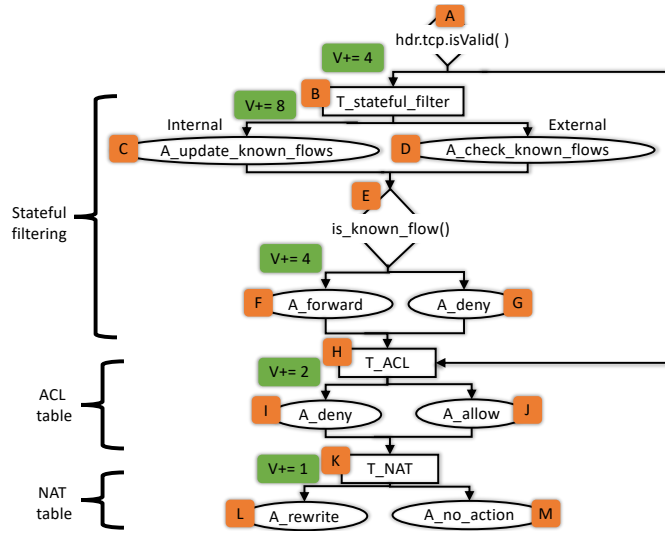 A
hdr.tcp.isValid( )
V+= 4
B
T_stateful_filter
V+= 8
Internal
External
C
A_update_known_flows
D
A_check_known_flows
E
Stateful
filtering
is_known_flow()
V+= 4
F
A_forward
A_deny
G
H
T_ACL
V+= 2
ACL
table
I
A_deny
A_allow
J
K
T_NAT
V+= 1
NAT
table
L
A_rewrite
A_no_action
M